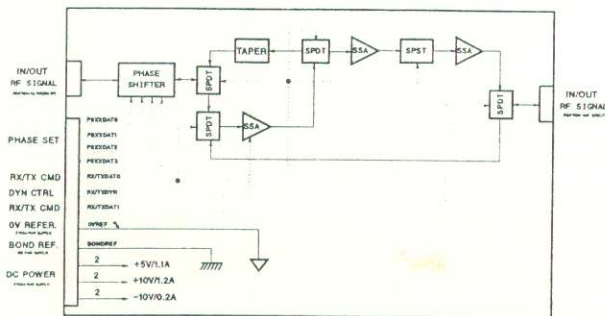 TAPER
SPDT
SSA
SPST
SSA
IN/OUT
RF SIGNAL
PHASE
SHIFTER
SPDT
SPDT
SSA
SPDT
IN/OUT
RF SIGNAL
PHASE SET
RX/TX CMD
RX/TXDAT0
DYN CTRL
RX/TXDYN
RX/TX CMD
RX/TXDAT1
0V REFER.
0VREF
BOND REF.
BONDREF
DC POWER
2 +5V/1.1A
2 +10V/1.2A
2 -10V/0.2A